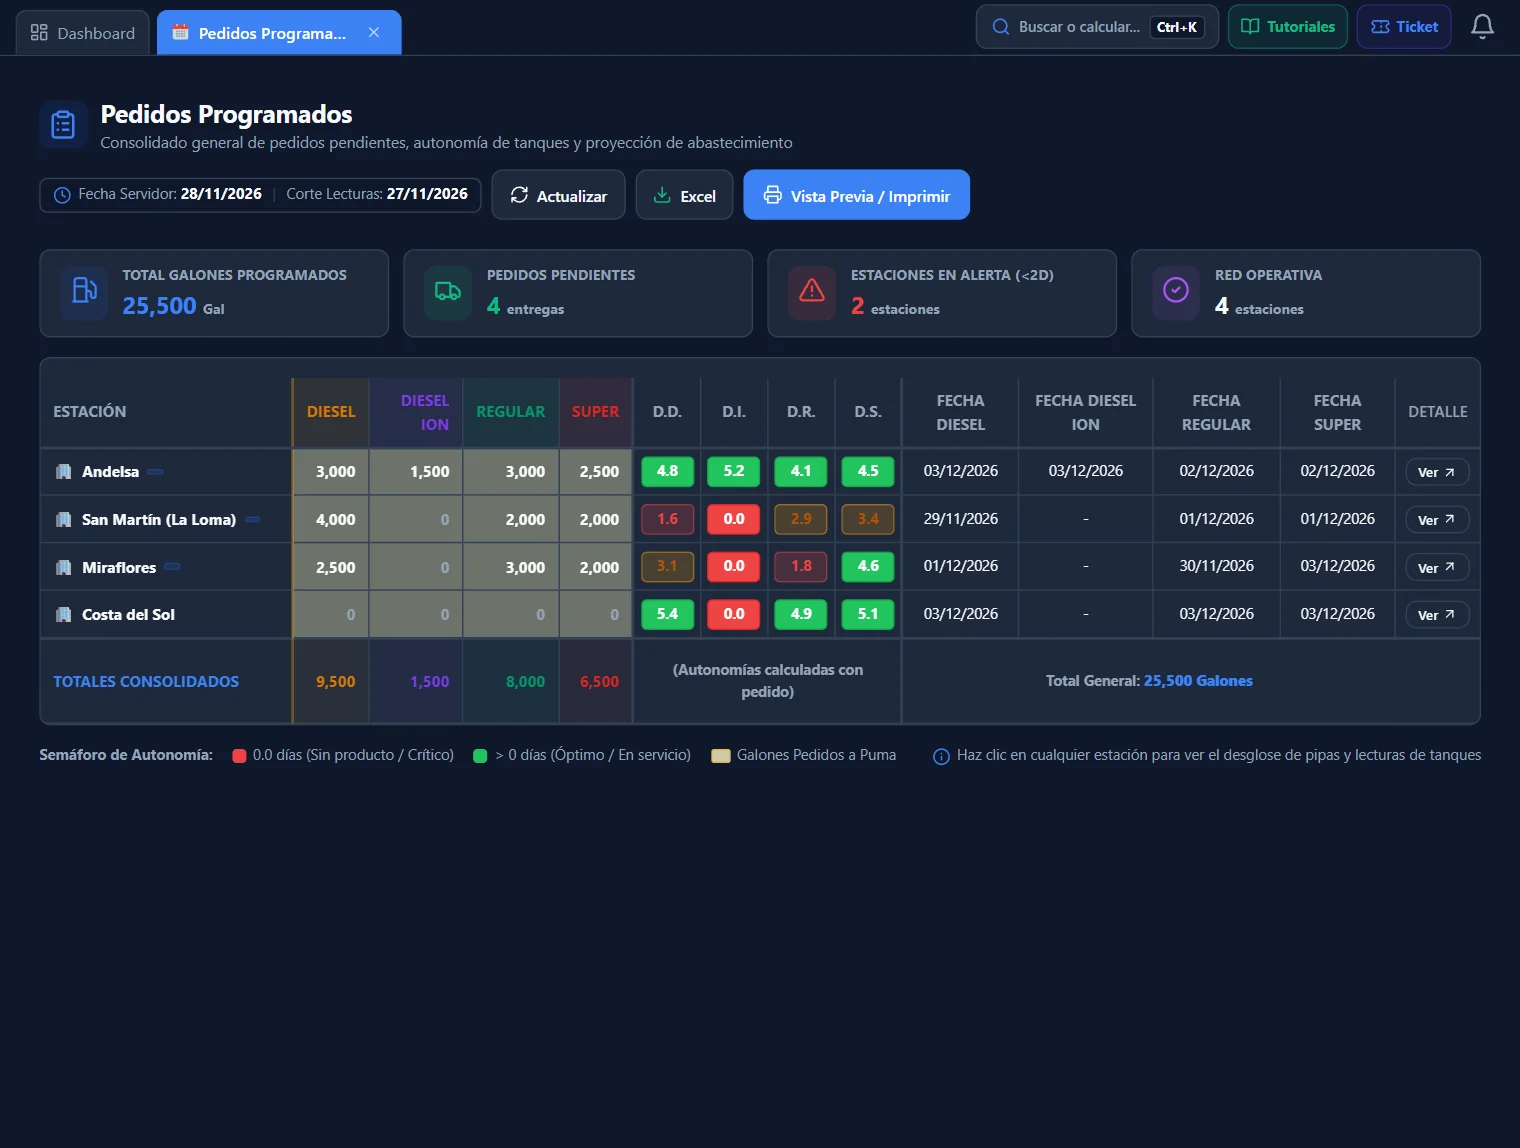 Dashboard
Pedidos Programa...
Buscar o calcular...
Ctrl+K
Tutoriales
Ticket
Pedidos Programados
Consolidado general de pedidos pendientes, autonomía de tanques y proyección de abastecimiento
Fecha Servidor: 28/11/2026 | Corte Lecturas: 27/11/2026
Actualizar
Excel
Vista Previa / Imprimir
TOTAL GALONES PROGRAMADOS
25,500 Gal
PEDIDOS PENDIENTES
4 entregas
ESTACIONES EN ALERTA (<2D)
2 estaciones
RED OPERATIVA
4 estaciones
ESTACIÓN DIESEL DIESEL ION REGULAR SUPER D.D. D.I. D.R. D.S. FECHA DIESEL FECHA DIESEL ION FECHA REGULAR FECHA SUPER DETALLE
Andelsa 3,000 1,500 3,000 2,500 4.8 5.2 4.1 4.5 03/12/2026 03/12/2026 02/12/2026 02/12/2026 Ver
San Martín (La Loma) 4,000 0 2,000 2,000 1.6 0.0 2.9 3.4 29/11/2026 - 01/12/2026 01/12/2026 Ver
Miraflores 2,500 0 3,000 2,000 3.1 0.0 1.8 4.6 01/12/2026 - 30/11/2026 03/12/2026 Ver
Costa del Sol 0 0 0 0 5.4 0.0 4.9 5.1 03/12/2026 - 03/12/2026 03/12/2026 Ver
TOTALES CONSOLIDADOS 9,500 1,500 8,000 6,500 (Autonomías calculadas con pedido) Total General: 25,500 Galones
Semáforo de Autonomía: 0.0 días (Sin producto / Crítico) > 0 días (Óptimo / En servicio) Galones Pedidos a Puma Haz clic en cualquier estación para ver el desglose de pipas y lecturas de tanques